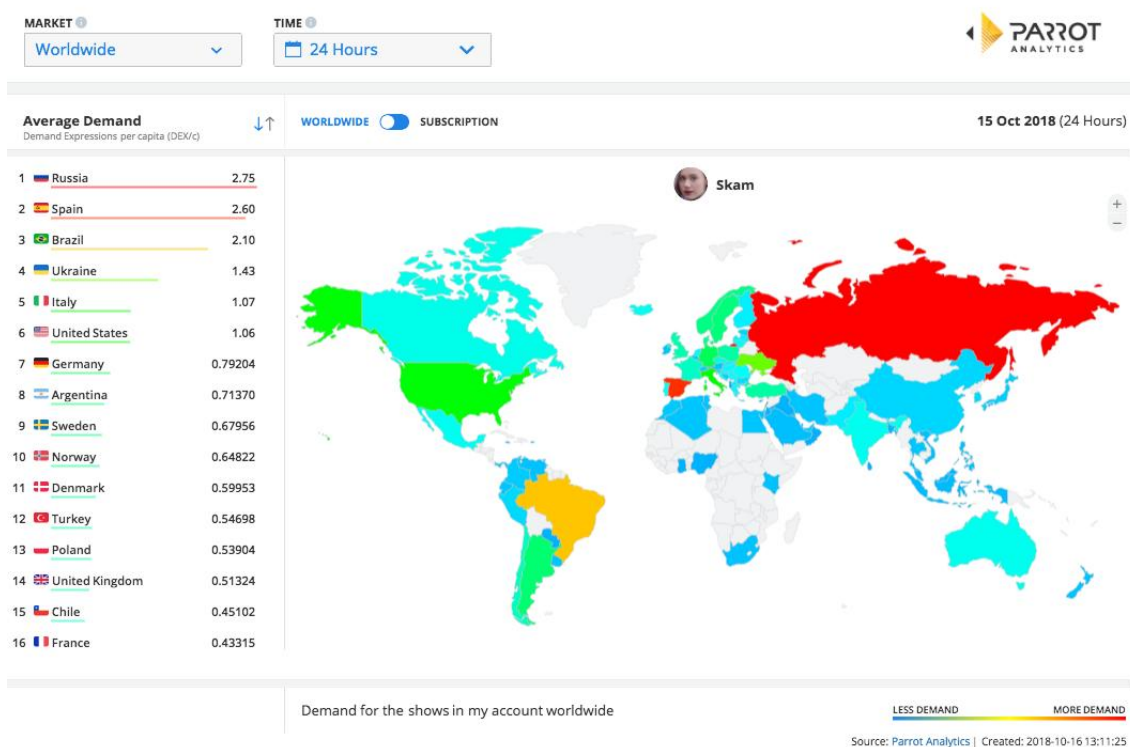 MARKET
TIME
Worldwide
24 Hours
PARROT
ANALYTICS
Average Demand
Demand Expressions per capita (DEX/c)
WORLDWIDE SUBSCRIPTION
15 Oct 2018 (24 Hours)
Skam
1 Russia 2.75
2 Spain 2.60
3 Brazil 2.10
4 Ukraine 1.43
5 Italy 1.07
6 United States 1.06
7 Germany 0.79204
8 Argentina 0.71370
9 Sweden 0.67956
10 Norway 0.64822
11 Denmark 0.59953
12 Turkey 0.54698
13 Poland 0.53904
14 United Kingdom 0.51324
15 Chile 0.45102
16 France 0.43315
Demand for the shows in my account worldwide
LESS DEMAND MORE DEMAND
Source: Parrot Analytics | Created: 2018-10-16 13:11:25